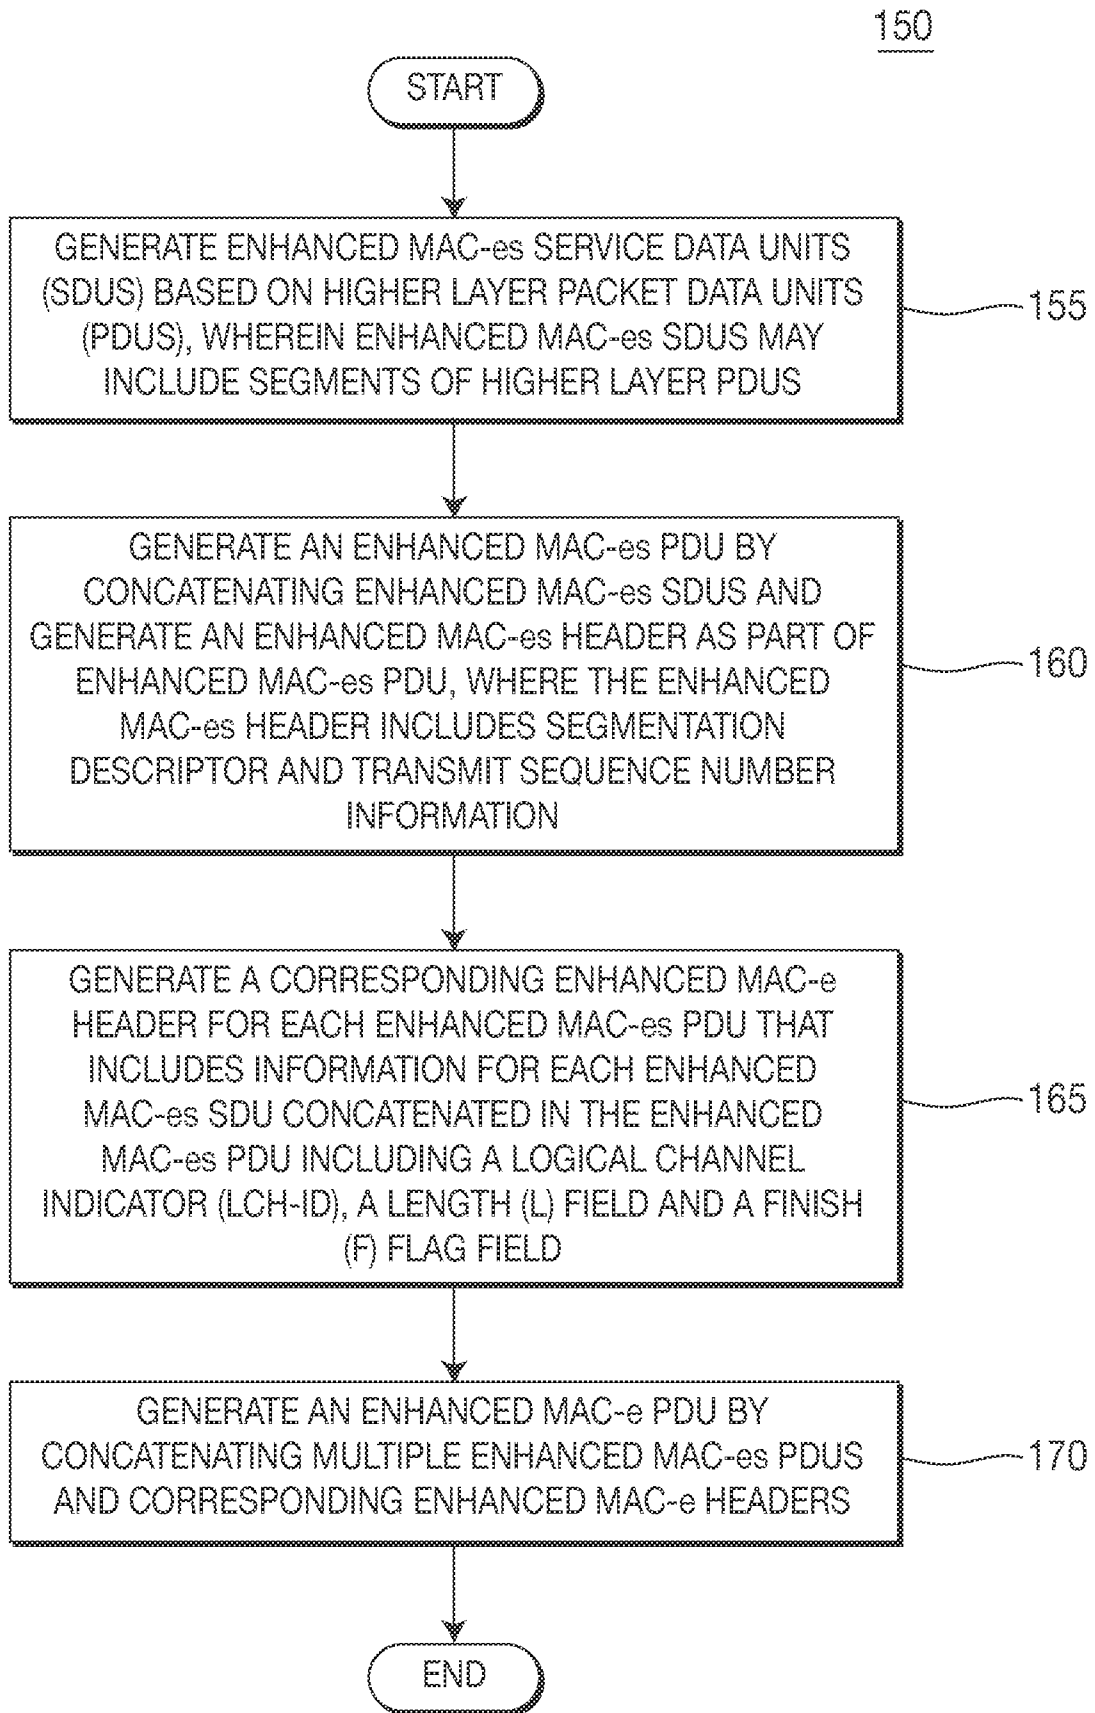 150
START
GENERATE ENHANCED MAC-es SERVICE DATA UNITS
(SDUS) BASED ON HIGHER LAYER PACKET DATA UNITS
(PDUS), WHEREIN ENHANCED MAC-es SDUS MAY
INCLUDE SEGMENTS OF HIGHER LAYER PDUS
155
GENERATE AN ENHANCED MAC-es PDU BY
CONCATENATING ENHANCED MAC-es SDUS AND
GENERATE AN ENHANCED MAC-es HEADER AS PART OF
ENHANCED MAC-es PDU, WHERE THE ENHANCED
MAC-es HEADER INCLUDES SEGMENTATION
DESCRIPTOR AND TRANSMIT SEQUENCE NUMBER
INFORMATION
160
GENERATE A CORRESPONDING ENHANCED MAC-e
HEADER FOR EACH ENHANCED MAC-es PDU THAT
INCLUDES INFORMATION FOR EACH ENHANCED
MAC-es SDU CONCATENATED IN THE ENHANCED
MAC-es PDU INCLUDING A LOGICAL CHANNEL
INDICATOR (LCH-ID), A LENGTH (L) FIELD AND A FINISH
(F) FLAG FIELD
165
GENERATE AN ENHANCED MAC-e PDU BY
CONCATENATING MULTIPLE ENHANCED MAC-es PDUS
AND CORRESPONDING ENHANCED MAC-e HEADERS
170
END